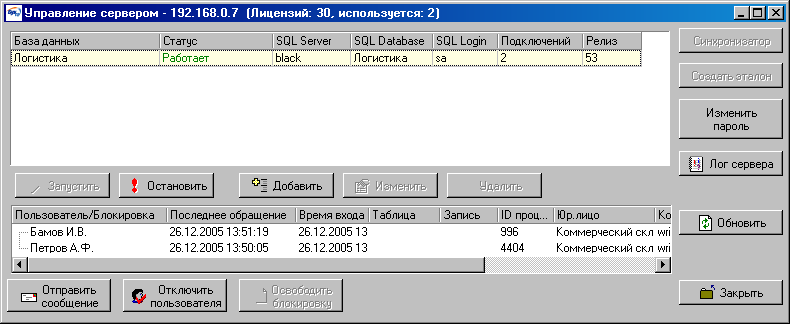 Управление сервером - 192.168.0.7 (Лицензий: 30, используется: 2)
База данных Статус SQL Server SQL Database SQL Login Подключений Релиз
Логистика Работает black Логистика sa 2 53
Синхронизатор
Создать эталон
Изменить
пароль
Лог сервера
Запустить Остановить Добавить Изменить Удалить
Пользователь/Блокировка Последнее обращение Время входа Таблица Запись ID проц... Юр.лицо Ко
Бамов И.В. 26.12.2005 13:51:19 26.12.2005 13 996 Коммерческий скл wri
Петров А.Ф. 26.12.2005 13:50:05 26.12.2005 13 4404 Коммерческий скл wri
Обновить
Отправить
сообщение
Отключить
пользователя
Освободить
блокировку
Закрыть